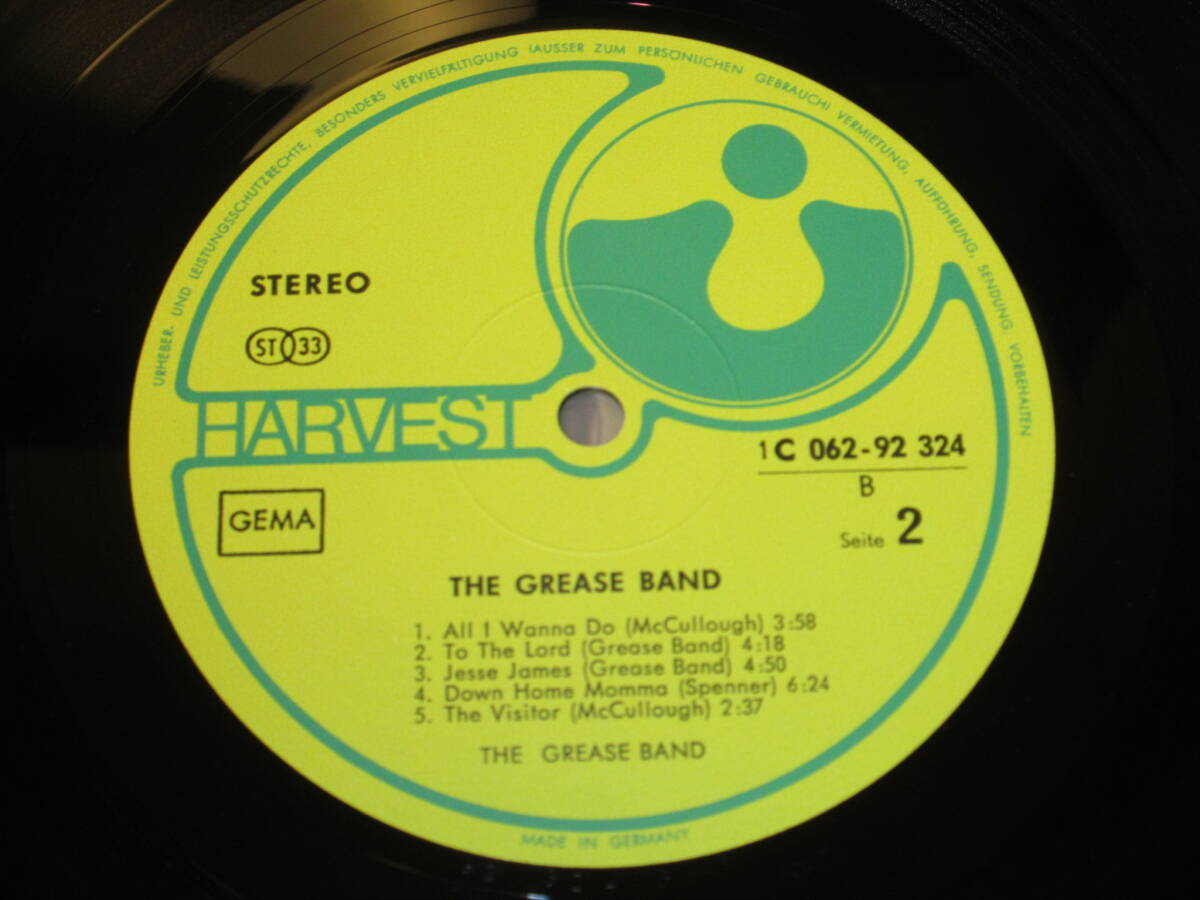 URHEBER- UND LEISTUNGSSCHUTZRECHTE, BESONDERS VERVIELFÄLTIGUNG (AUSSER ZUM PERSÖNLICHEN GEBRAUCH) VERMIETUNG, AUFFÜHRUNG, SENDUNG, VORBEHALTEN
STEREO
ST 33
HARVEST
1C 062-92 324
B
Seite 2
GEMA
THE GREASE BAND
1. All I Wanna Do (McCullough) 3:58
2. To The Lord (Grease Band) 4:18
3. Jesse James (Grease Band) 4:50
4. Down Home Momma (Spenner) 6:24
5. The Visitor (McCullough) 2:37
THE GREASE BAND
MADE IN GERMANY